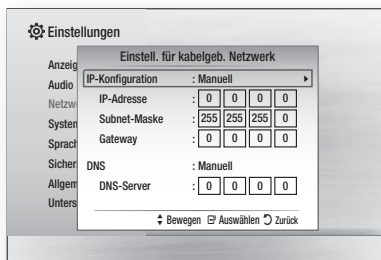 Einstellungen
Einstell. für kabelgeb. Netzwerk
Anzeig
Audio
Netzw
System
Sprach
Sicher
Allgem
Unters
IP-Konfiguration : Manuell
IP-Adresse : 0 0 0 0
Subnet-Maske : 255 255 255 0
Gateway : 0 0 0 0
DNS : Manuell
DNS-Server : 0 0 0 0
Bewegen Auswählen Zurück